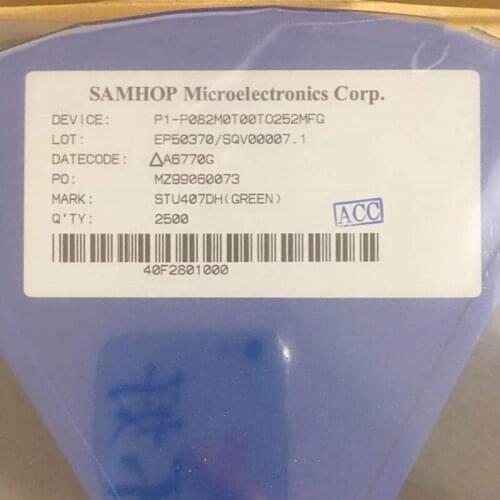 SAMHOP Microelectronics Corp.
DEVICE: P1-P082M0T00TO252MFG
LOT: EP50370/SQV00007.1
DATECODE: △A6770G
PO: MZ99060073
MARK: STU407DH(GREEN)
Q'TY: 2500
ACC
40F2801000